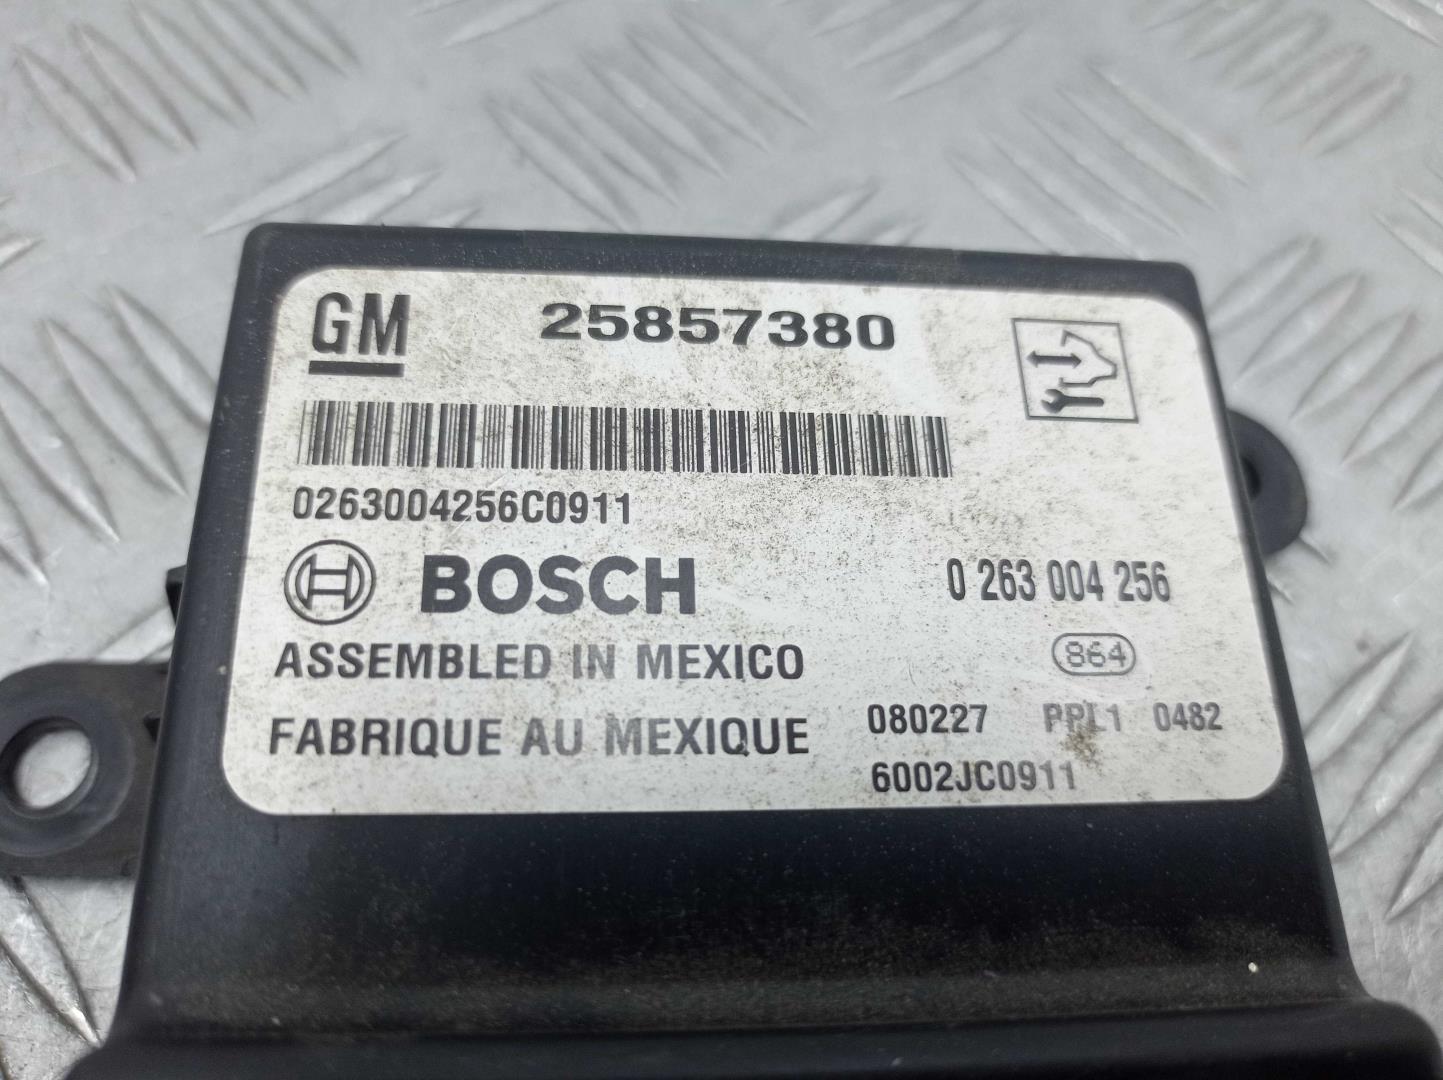 GM 25857380
0263004256C0911
BOSCH 0 263 004 256
ASSEMBLED IN MEXICO 864
FABRIQUE AU MEXIQUE 080227 PPL1 0482
6002JC0911